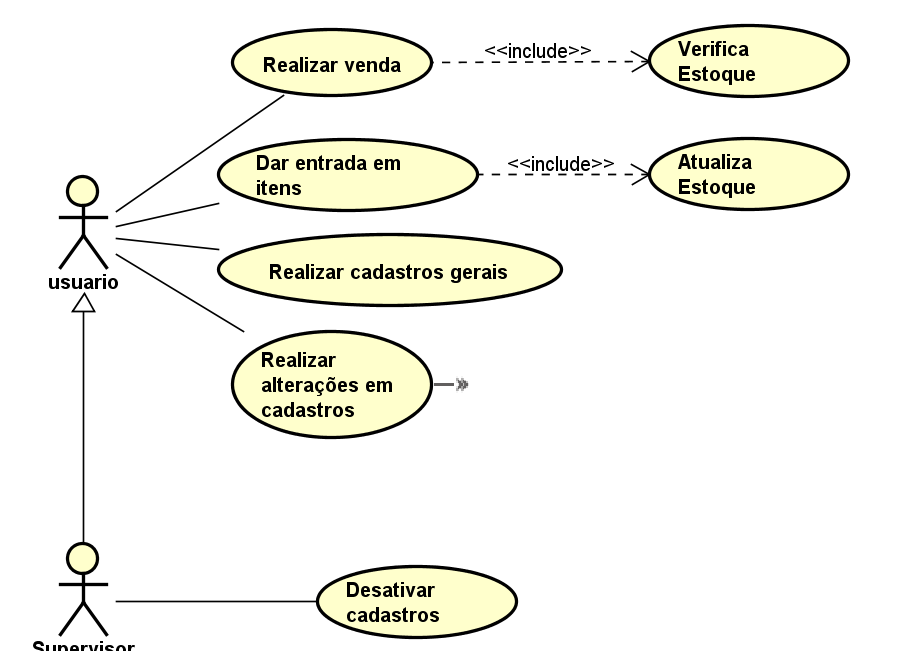 Realizar venda
<<include>>
Verifica
Estoque
Dar entrada em
itens
<<include>>
Atualiza
Estoque
usuario
Realizar cadastros gerais
Realizar
alterações em
cadastros
Desativar
cadastros
Supervisor